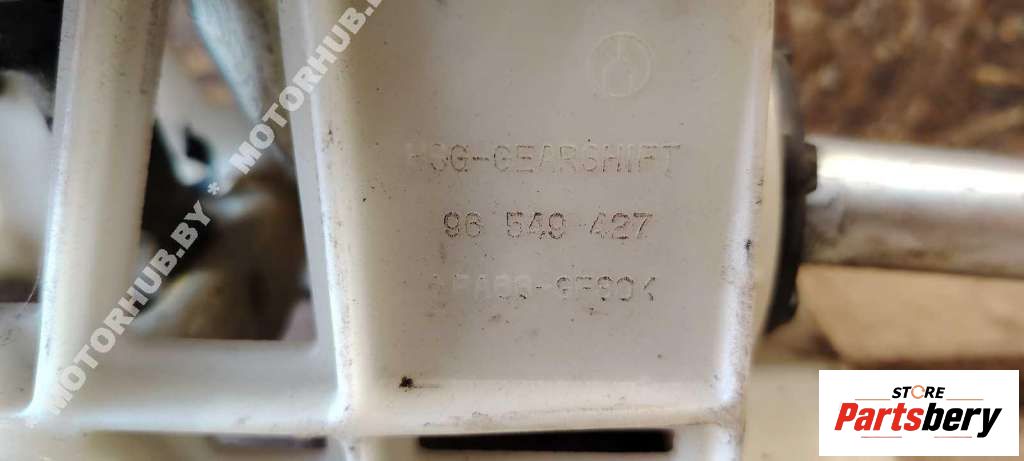 MOTORHUB.BY * MOTORHUB.BY
HSG-GEARSHIFT
96 549 427
STORE
Partsbery